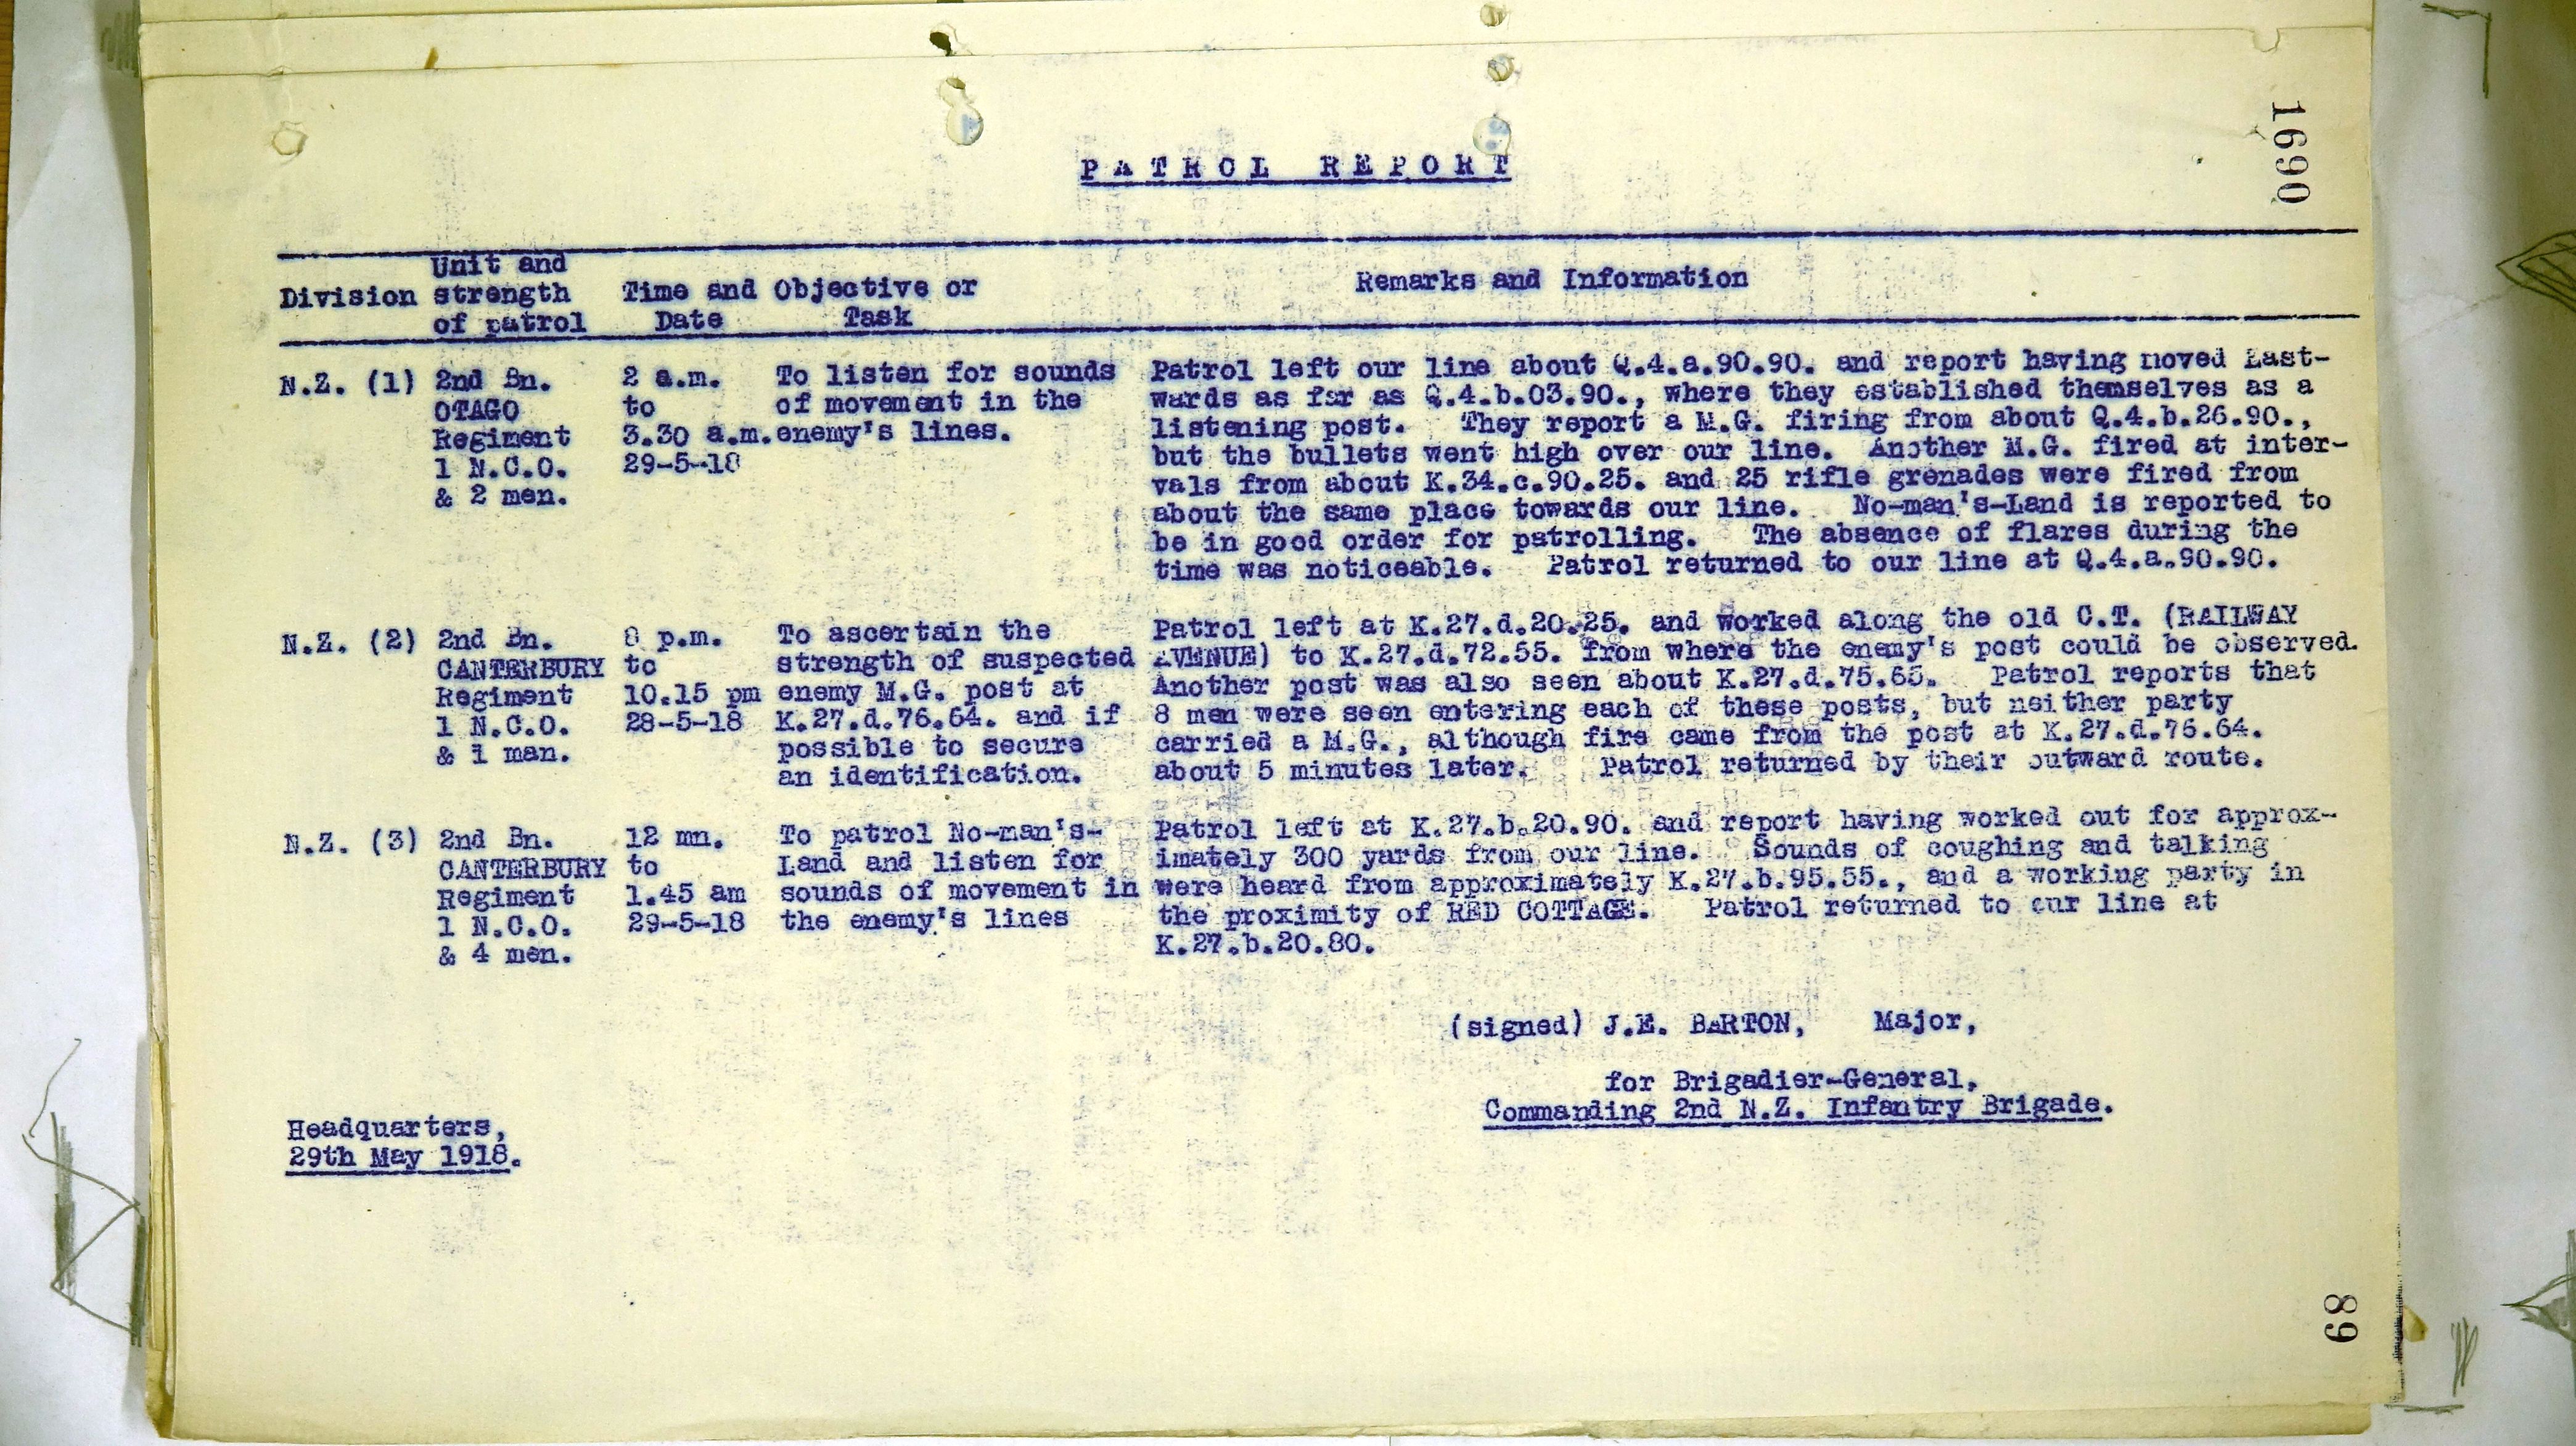 1690
PATROL REPORT
Division
Unit and
strength
of patrol
Time and
Date
Objective or
Task
Remarks and Information
N.Z. (1)
2nd Bn.
OTAGO
Regiment
1 N.C.O.
& 2 men.
2 a.m.
to
3.30 a.m.
29-5-18
To listen for sounds
of movement in the
enemy's lines.
Patrol left our line about Q.4.a.90.90. and report having moved East-
wards as far as Q.4.b.03.90., where they established themselves as a
listening post. They report a M.G. firing from about Q.4.b.26.90.,
but the bullets went high over our line. Another M.G. fired at inter-
vals from about K.34.c.90.25. and 25 rifle grenades were fired from
about the same place towards our line. No-man's-Land is reported to
be in good order for patrolling. The absence of flares during the
time was noticeable. Patrol returned to our line at Q.4.a.90.90.
N.Z. (2)
2nd Bn.
CANTERBURY
Regiment
1 N.C.O.
& 1 man.
8 p.m.
to
10.15 pm
28-5-18
To ascertain the
strength of suspected
enemy M.G. post at
K.27.d.76.64. and if
possible to secure
an identification.
Patrol left at K.27.d.20.25. and worked along the old C.T. (RAILWAY
AVENUE) to K.27.d.72.55. from where the enemy's post could be observed.
Another post was also seen about K.27.d.75.65. Patrol reports that
8 men were seen entering each of these posts, but neither party
carried a M.G., although fire came from the post at K.27.d.76.64.
about 5 minutes later. Patrol returned by their outward route.
N.Z. (3)
2nd Bn.
CANTERBURY
Regiment
1 N.C.O.
& 4 men.
12 mn.
to
1.45 am
29-5-18
To patrol No-man's-
Land and listen for
sounds of movement in
the enemy's lines
Patrol left at K.27.b.20.90. and report having worked out for approx-
imately 300 yards from our line. Sounds of coughing and talking
were heard from approximately K.27.b.95.55., and a working party in
the proximity of RED COTTAGE. Patrol returned to our line at
K.27.b.20.80.
(signed) J.E. BARTON, Major,
for Brigadier-General,
Commanding 2nd N.Z. Infantry Brigade.
Headquarters,
29th May 1918.
89